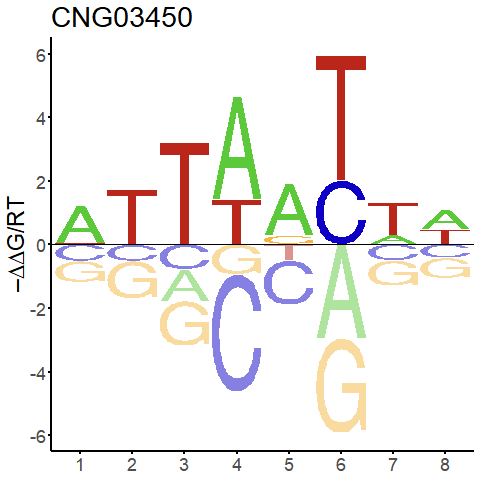 CNG03450
−ΔΔG/RT
6
4
2
0
-2
-4
-6
A T T A A T T A
T C A T
C C C G T A C C
G G A C C G G G
G
1 2 3 4 5 6 7 8